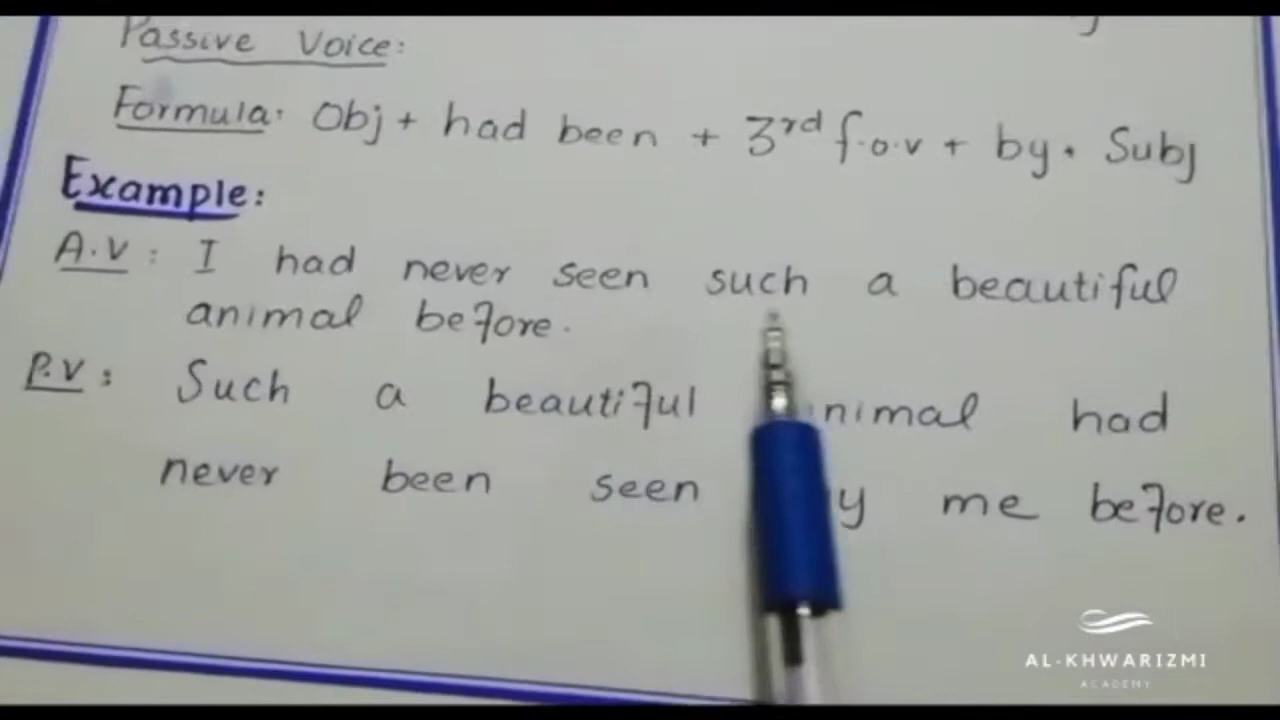 Passive Voice:
Formula: Obj + had been + 3rd f.o.v + by. Subj
Example:
A.V: I had never seen such a beautiful
animal before.
P.V: Such a beautiful had
never been seen me before.
AL-KHWARIZMI
ACADEMY